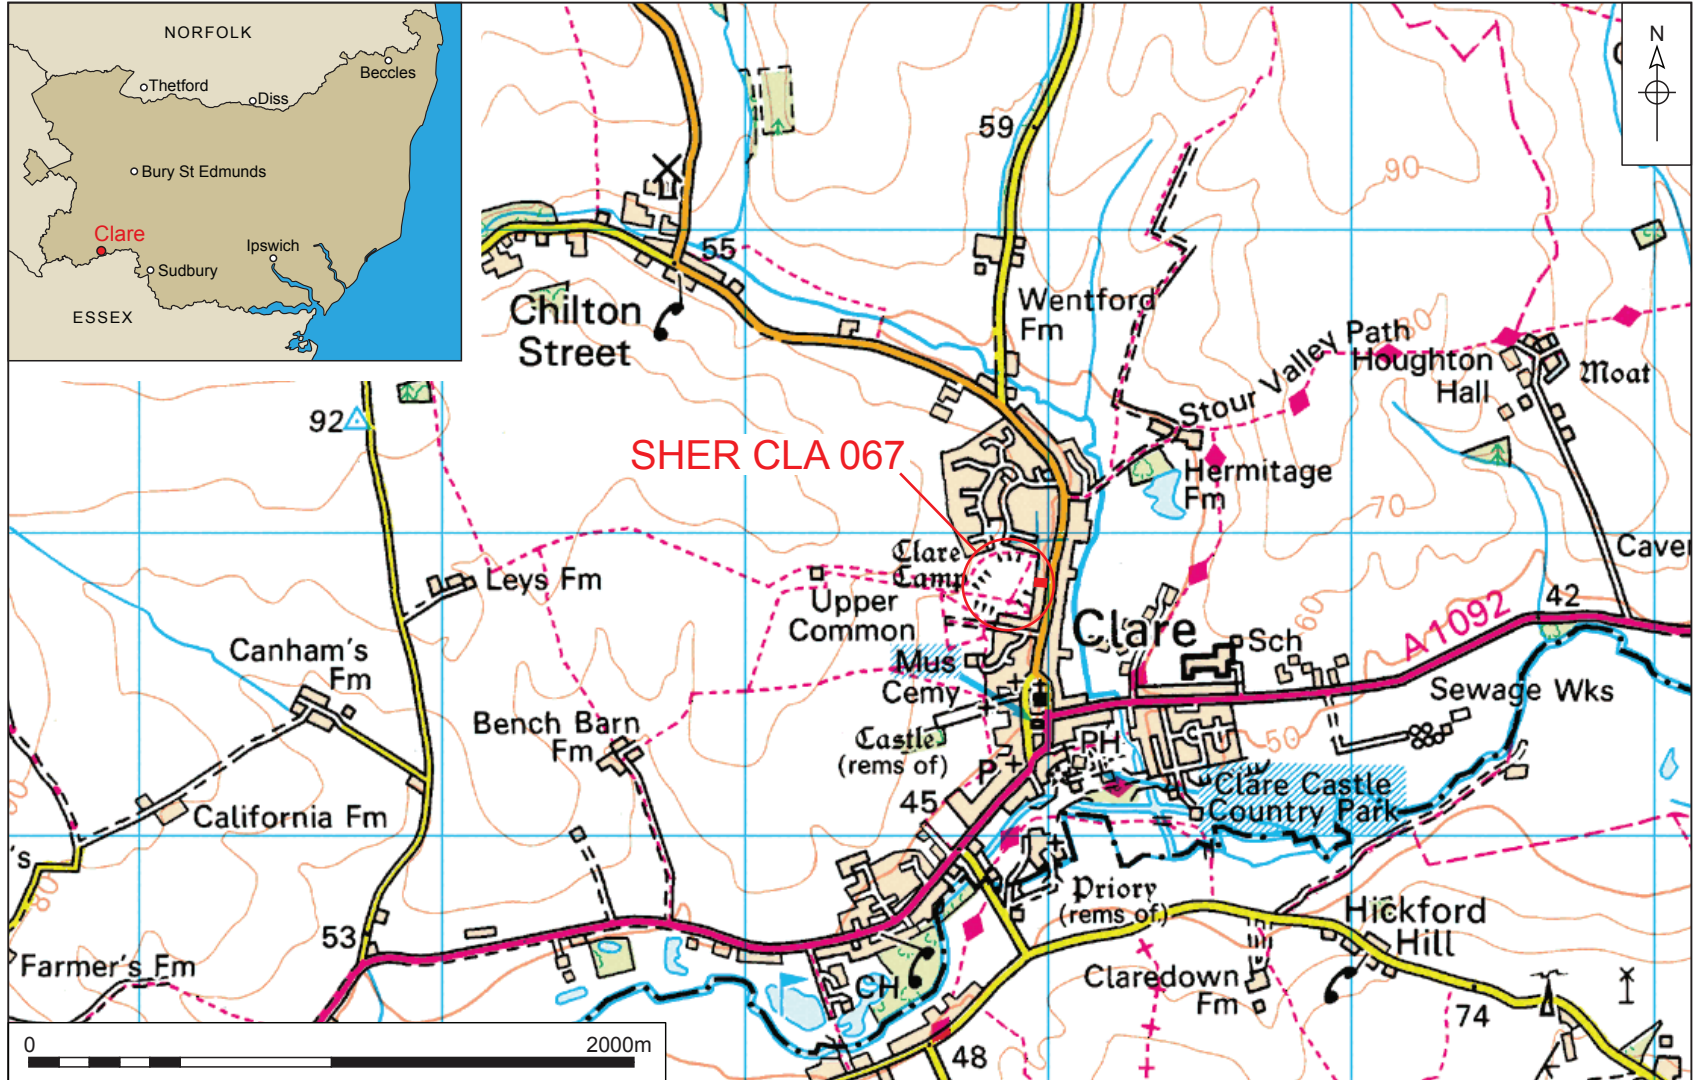 NORFOLK
Beccles
Thetford
Diss
Bury St Edmunds
Clare
Ipswich
Sudbury
ESSEX
N
59
90
55
Chilton
Street
Wentford
Fm
80
Stour Valley Path
Houghton
Hall
Moat
92
SHER CLA 067
Hermitage
Fm
70
Clare
Camp
Leys Fm
Upper
Common
60
42
A 1092
Clare
Sch
Canham's
Fm
Mus
Cemy
Sewage Wks
Bench Barn
Fm
Castle
(rems of)
PH
50
P
Clare Castle
Country Park
45
California Fm
's
80
Priory
(rems of)
Hickford
Hill
53
Farmer's Fm
CH
Claredown
Fm
74
48
0
2000m